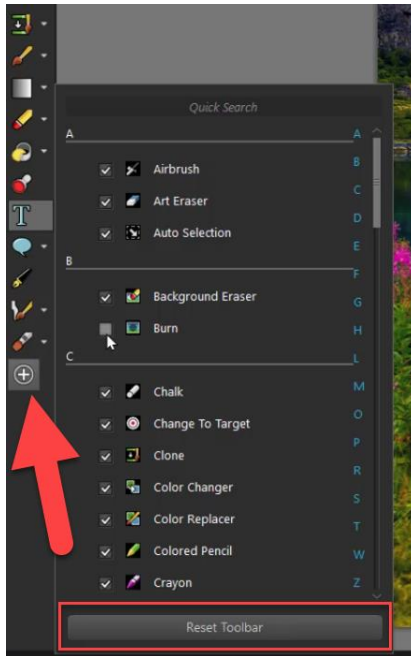 Quick Search
A
Airbrush
Art Eraser
Auto Selection
B
Background Eraser
Burn
C
Chalk
Change To Target
Clone
Color Changer
Color Replacer
Colored Pencil
Crayon
A
B
C
D
E
F
G
H
L
M
O
P
R
S
T
W
Z
Reset Toolbar
T